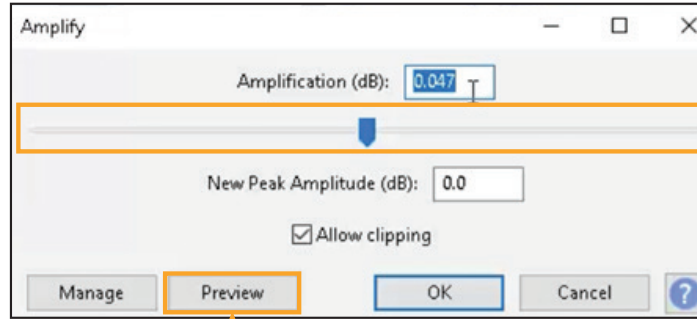 Amplify
Amplification (dB): 0.047
New Peak Amplitude (dB): 0.0
Allow clipping
Manage Preview OK Cancel ?